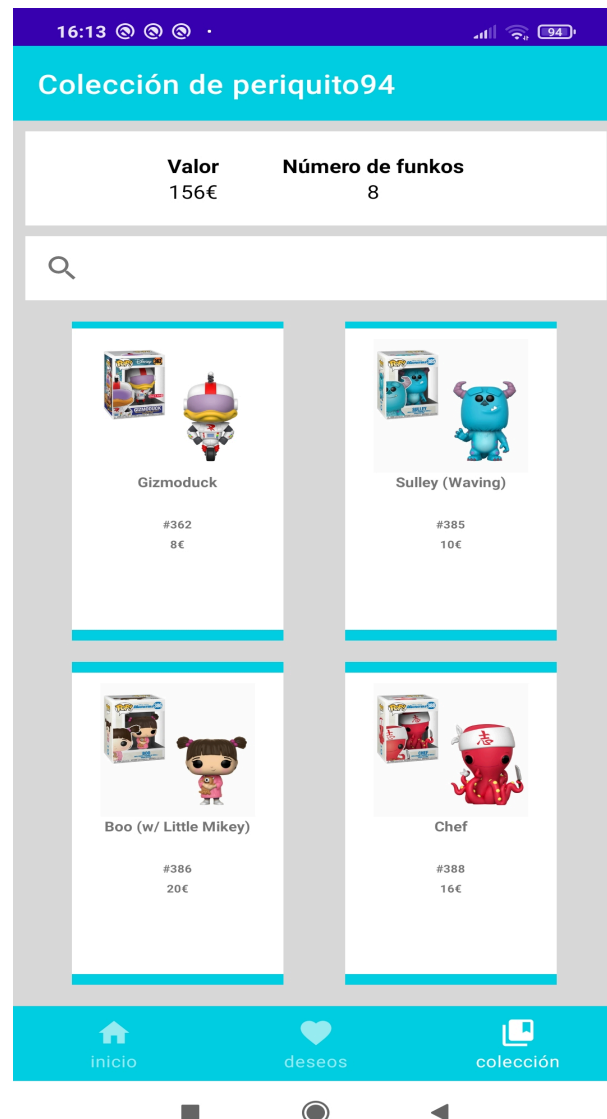 16:13
94
Colección de periquito94
Valor
Número de funkos
156€
8
Gizmoduck
#362
8€
Sulley (Waving)
#385
10€
Boo (w/ Little Mikey)
#386
20€
Chef
#388
16€
inicio
deseos
colección